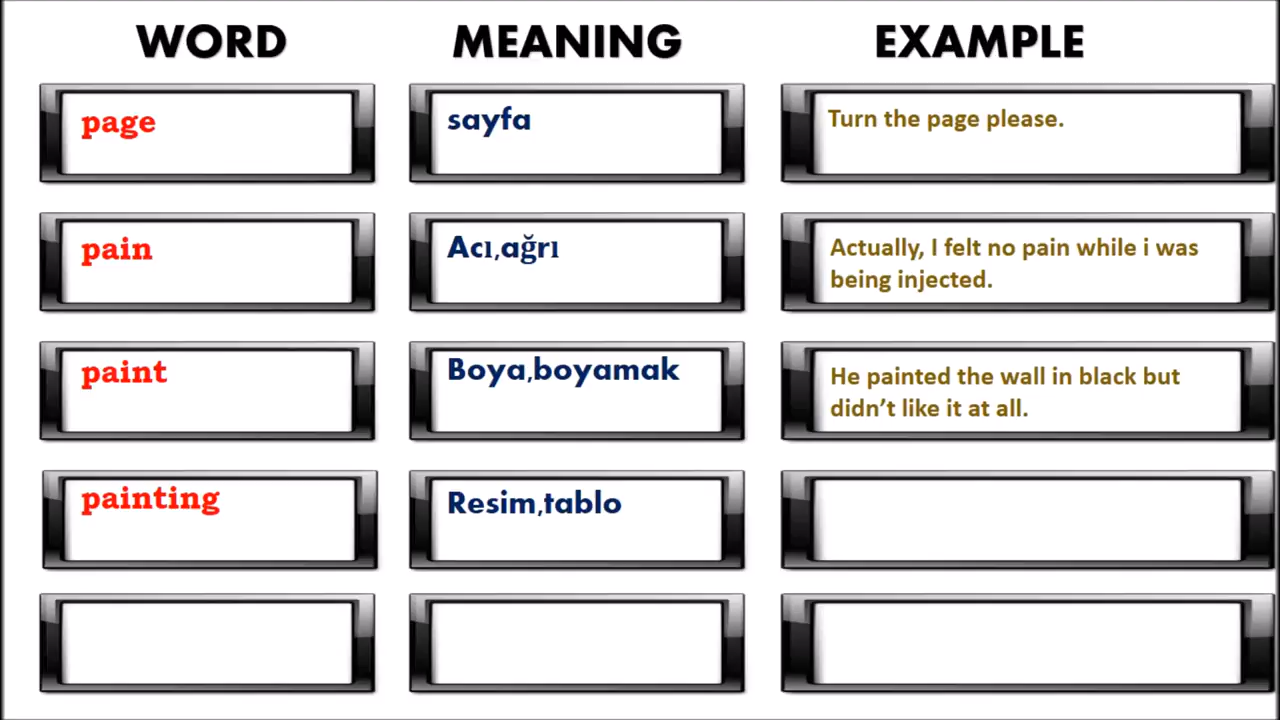 WORD MEANING EXAMPLE
page sayfa Turn the page please.
pain Acı,ağrı Actually, I felt no pain while i was
being injected.
paint Boya,boyamak He painted the wall in black but
didn’t like it at all.
painting Resim,tablo